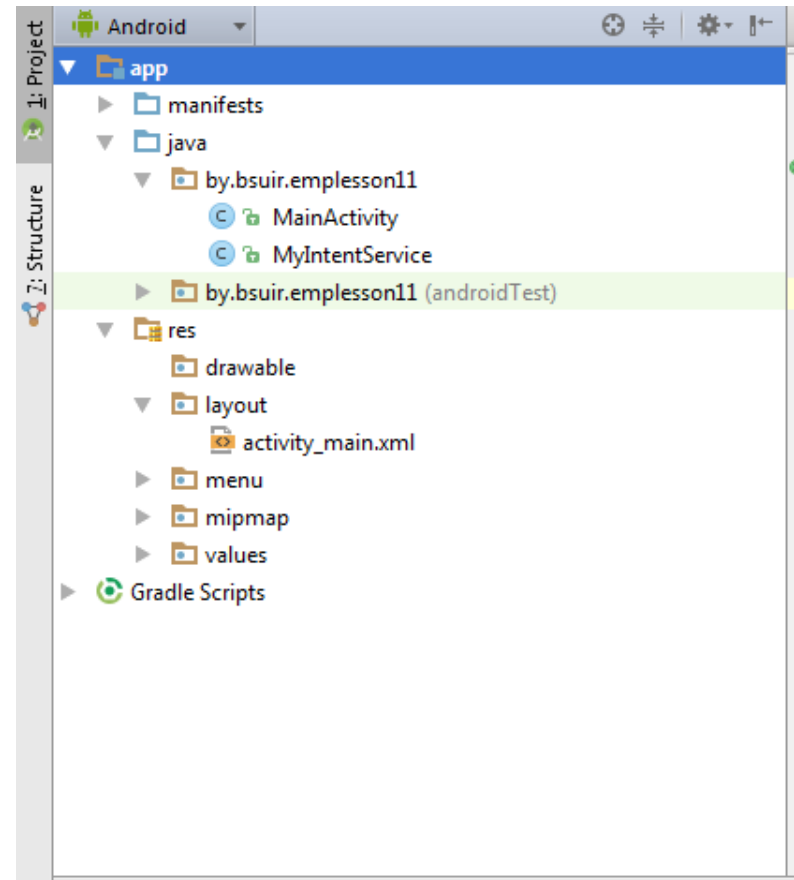 1: Project
7: Structure
Android
app
manifests
java
by.bsuir.emplesson11
C MainActivity
C MyIntentService
by.bsuir.emplesson11 (androidTest)
res
drawable
layout
activity_main.xml
menu
mipmap
values
Gradle Scripts